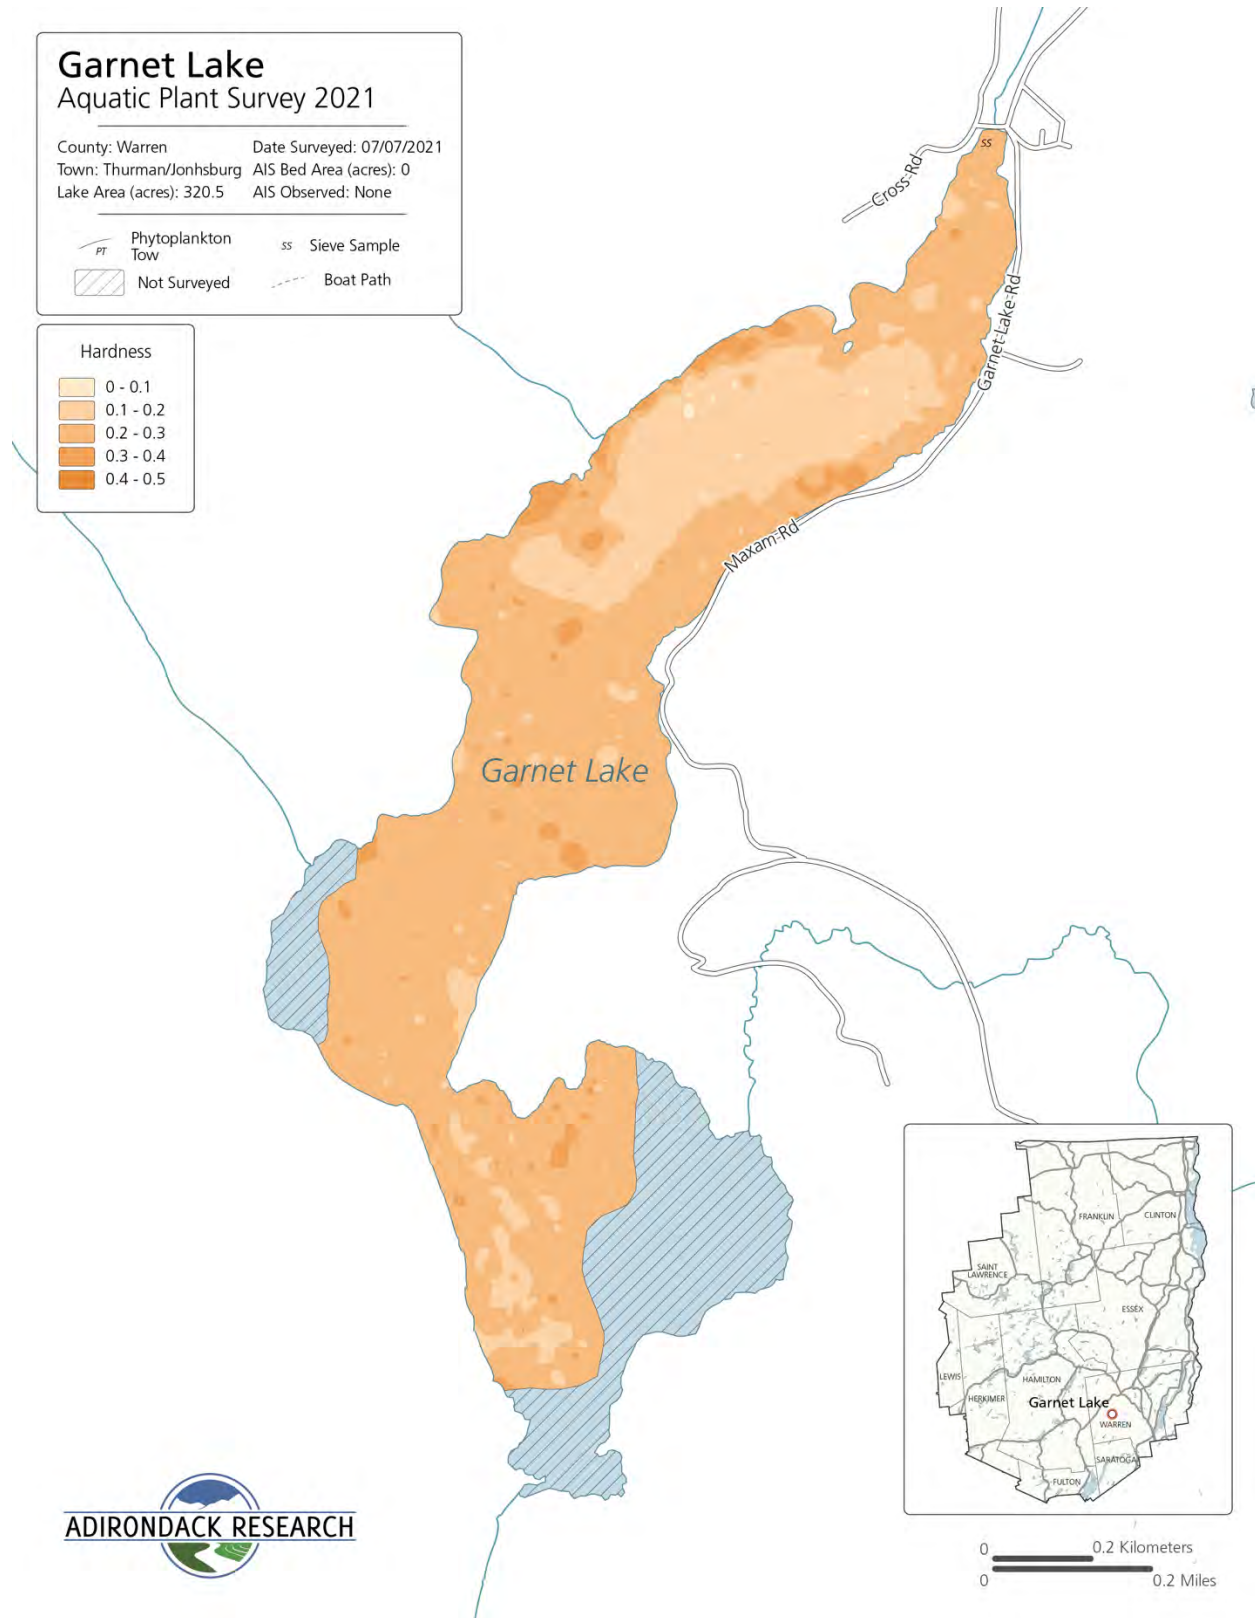 Garnet Lake
Aquatic Plant Survey 2021
County: Warren
Date Surveyed: 07/07/2021
Town: Thurman/Jonhsburg
AIS Bed Area (acres): 0
Lake Area (acres): 320.5
AIS Observed: None
PT
Phytoplankton
Tow
SS
Sieve Sample
Not Surveyed
Boat Path
Hardness
0 - 0.1
0.1 - 0.2
0.2 - 0.3
0.3 - 0.4
0.4 - 0.5
SS
Cross-Rd
Garnet-Lake-Rd
Maxam-Rd
Garnet Lake
FRANKLIN
CLINTON
SAINT
LAWRENCE
ESSEX
LEWIS
HAMILTON
HERKIMER
Garnet Lake
WARREN
SARATOGA
FULTON
ADIRONDACK RESEARCH
0
0.2 Kilometers
0
0.2 Miles